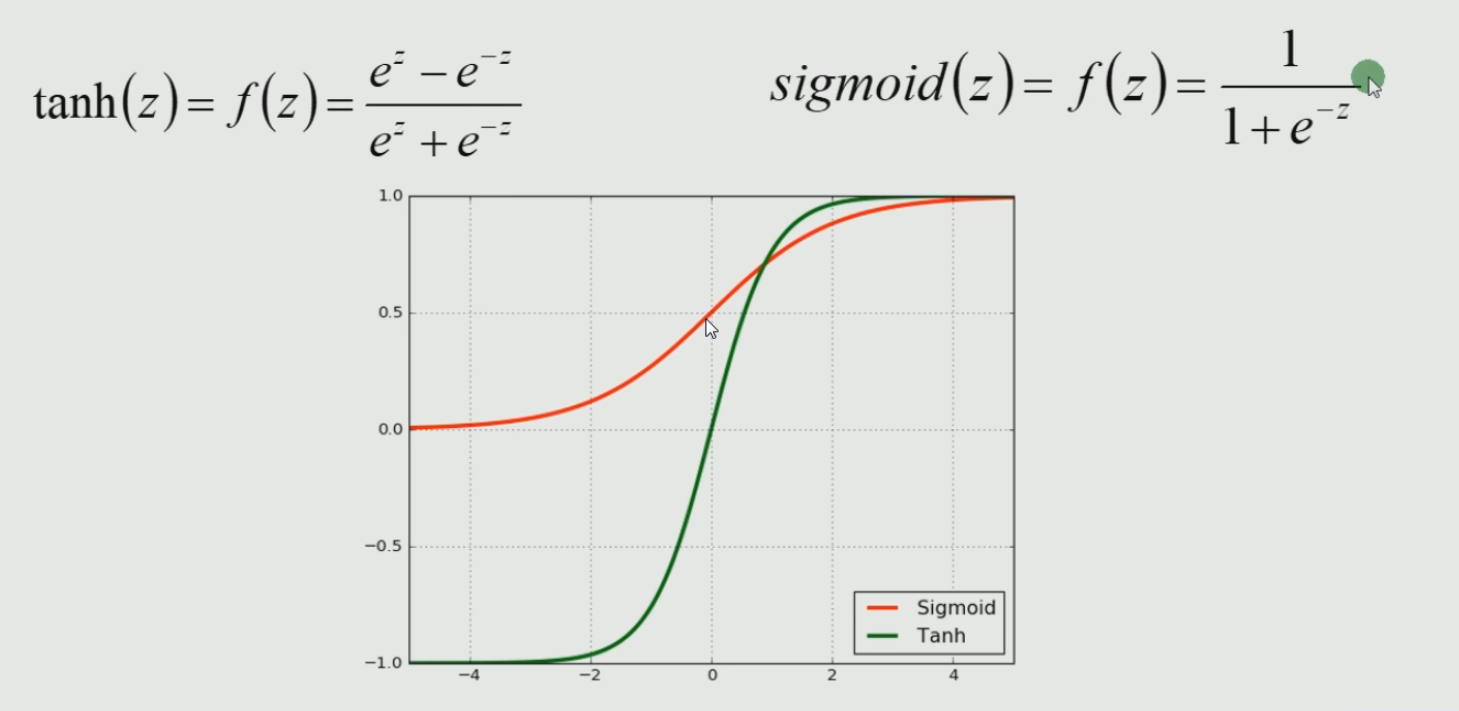 tanh(z) = f(z) = (e^z − e^−z) / (e^z + e^−z)
sigmoid(z) = f(z) = 1 / (1 + e^−z)
1.0
0.5
0.0
−0.5
−1.0
−4 −2 0 2 4
Sigmoid
Tanh